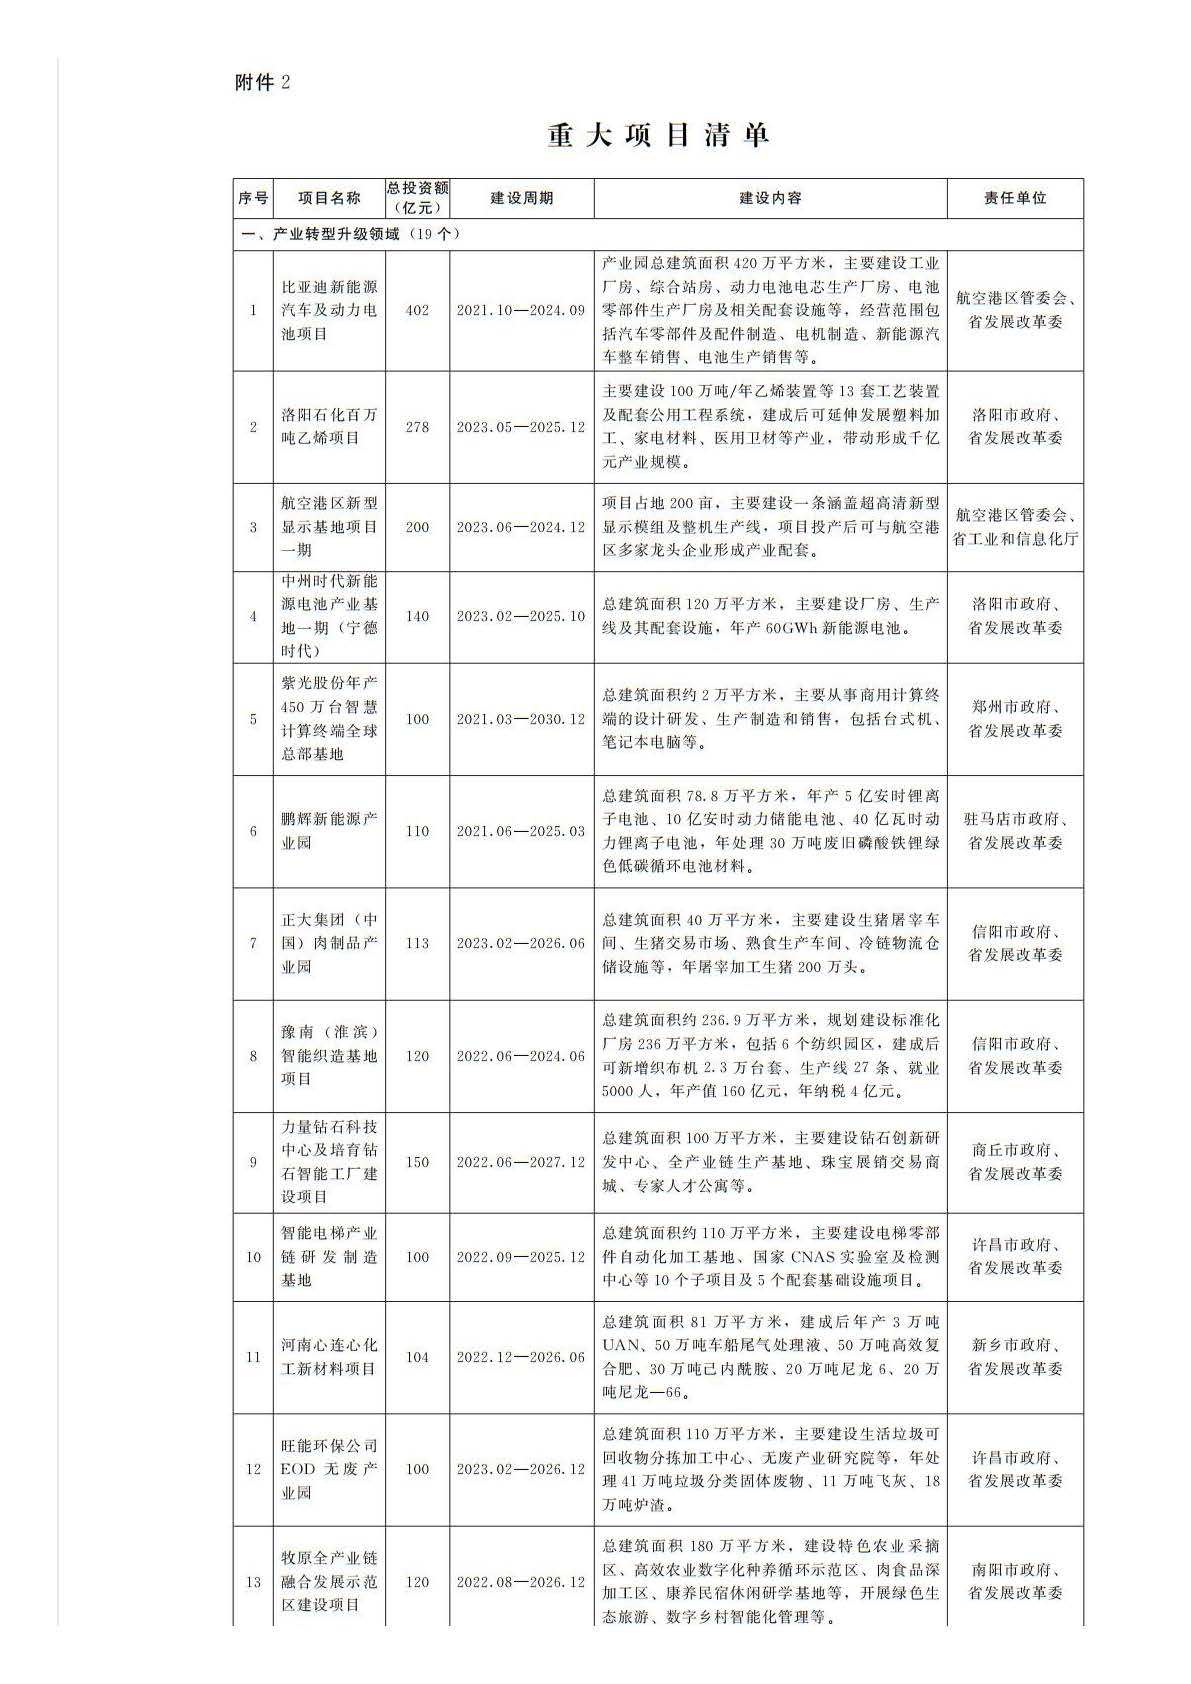 附件 2
重大项目清单
序号 项目名称 总投资额（亿元） 建设周期 建设内容 责任单位
一、产业转型升级领域（19 个）
1
比亚迪新能源
汽车及动力电
池项目
402
2021.10—2024.09
产业园总建筑面积 420 万平方米，主要建设工业
厂房、综合站房、动力电池电芯生产厂房、电池
零部件生产厂房及相关配套设施等，经营范围包
括汽车零部件及配件制造、电机制造、新能源汽
车整车销售、电池生产销售等。
航空港区管委会、
省发展改革委
2
洛阳石化百万
吨乙烯项目
278
2023.05—2025.12
主要建设 100 万吨/年乙烯装置等 13 套工艺装置
及配套公用工程系统，建成后可延伸发展塑料加
工、家电材料、医用卫材等产业，带动形成千亿
元产业规模。
洛阳市政府、
省发展改革委
3
航空港区新型
显示基地项目
一期
200
2023.06—2024.12
项目占地 200 亩，主要建设一条涵盖超高清新型
显示模组及整机生产线，项目投产后可与航空港
区多家龙头企业形成产业配套。
航空港区管委会、
省工业和信息化厅
4
中州时代新能
源电池产业基
地一期（宁德
时代）
140
2023.02—2025.10
总建筑面积 120 万平方米，主要建设厂房、生产
线及其配套设施，年产 60GWh 新能源电池。
洛阳市政府、
省发展改革委
5
紫光股份年产
450 万台智慧
计算终端全球
总部基地
100
2021.03—2030.12
总建筑面积约 2 万平方米，主要从事商用计算终
端的设计研发、生产制造和销售，包括台式机、
笔记本电脑等。
郑州市政府、
省发展改革委
6
鹏辉新能源产
业园
110
2021.06—2025.03
总建筑面积 78.8 万平方米，年产 5 亿安时锂离
子电池、10 亿安时动力储能电池、40 亿瓦时动
力锂离子电池，年处理 30 万吨废旧磷酸铁锂绿
色低碳循环电池材料。
驻马店市政府、
省发展改革委
7
正大集团（中
国）肉制品产
业园
113
2023.02—2026.06
总建筑面积 40 万平方米，主要建设生猪屠宰车
间、生猪交易市场、熟食生产车间、冷链物流仓
储设施等，年屠宰加工生猪 200 万头。
信阳市政府、
省发展改革委
8
豫南（淮滨）
智能织造基地
项目
120
2022.06—2024.06
总建筑面积约 236.9 万平方米，规划建设标准化
厂房 236 万平方米，包括 6 个纺织园区，建成后
可新增织布机 2.3 万台套、生产线 27 条、就业
5000 人，年产值 160 亿元，年纳税 4 亿元。
信阳市政府、
省发展改革委
9
力量钻石科技
中心及培育钻
石智能工厂建
设项目
150
2022.06—2027.12
总建筑面积 100 万平方米，主要建设钻石创新研
发中心、全产业链生产基地、珠宝展销交易商
城、专家人才公寓等。
商丘市政府、
省发展改革委
10
智能电梯产业
链研发制造
基地
100
2022.09—2025.12
总建筑面积约 110 万平方米，主要建设电梯零部
件自动化加工基地、国家 CNAS 实验室及检测
中心等 10 个子项目及 5 个配套基础设施项目。
许昌市政府、
省发展改革委
11
河南心连心化
工新材料项目
104
2022.12—2026.06
总建筑面积 81 万平方米，建成后年产 3 万吨
UAN、50 万吨车船尾气处理液、50 万吨高效复
合肥、30 万吨己内酰胺、20 万吨尼龙 6、20 万
吨尼龙—66。
新乡市政府、
省发展改革委
12
旺能环保公司
EOD 无废产
业园
100
2023.02—2026.12
总建筑面积 110 万平方米，主要建设生活垃圾可
回收物分拣加工中心、无废产业研究院等，年处
理 41 万吨垃圾分类固体废物、11 万吨飞灰、18
万吨炉渣。
许昌市政府、
省发展改革委
13
牧原全产业链
融合发展示范
区建设项目
120
2022.08—2026.12
总建筑面积 180 万平方米，建设特色农业采摘
区、高效农业数字化种养循环示范区、肉食品深
加工区、康养民宿休闲研学基地等，开展绿色生
态旅游、数字乡村智能化管理等。
南阳市政府、
省发展改革委